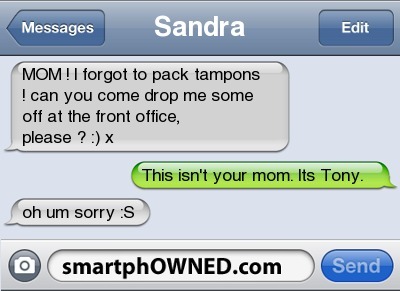 Messages
Sandra
Edit
MOM ! I forgot to pack tampons
! can you come drop me some
off at the front office,
please ? :) x
This isn't your mom. Its Tony.
oh um sorry :S
smartphOWNED.com
Send